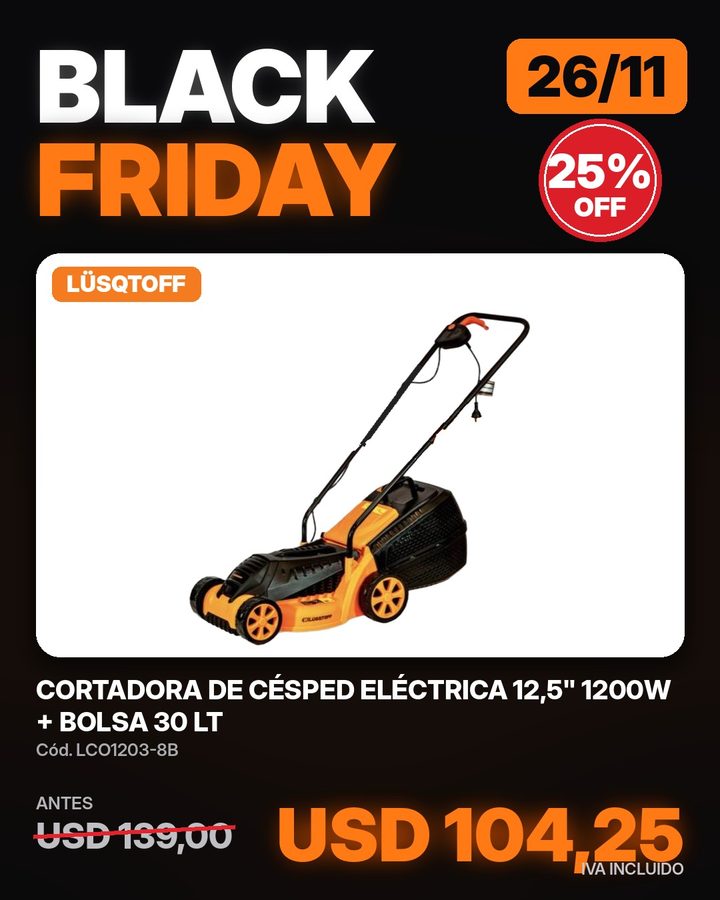 BLACK
FRIDAY
26/11
25%
OFF
LÜSQTOFF
LÜSQTOFF
CORTADORA DE CÉSPED ELÉCTRICA 12,5" 1200W
+ BOLSA 30 LT
Cód. LCO1203-8B
ANTES
USD 139,00
USD 104,25
IVA INCLUIDO